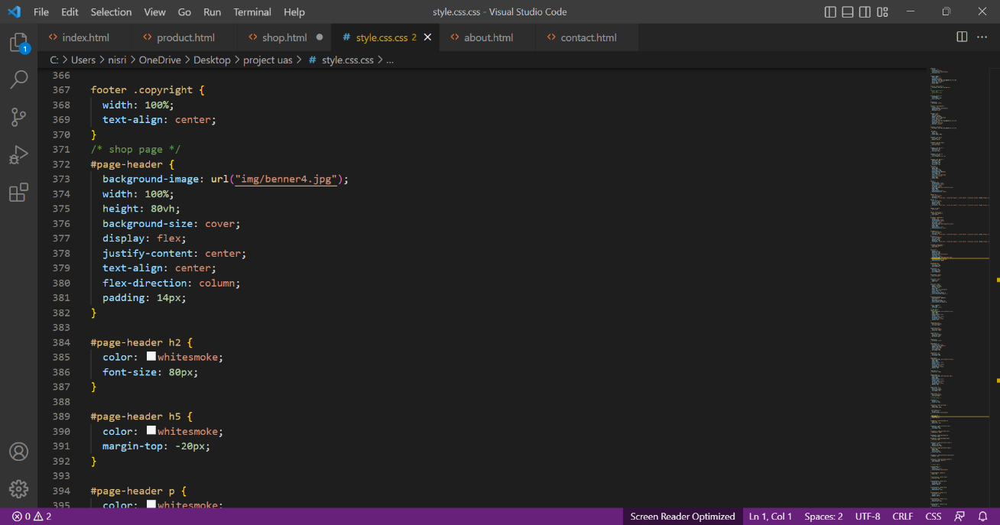 File Edit Selection View Go Run Terminal Help style.css.css - Visual Studio Code
<> index.html <> product.html <> shop.html # style.css.css 2 <> about.html <> contact.html
C: > Users > nisri > OneDrive > Desktop > project uas > # style.css.css > ...
1
366
367 footer .copyright {
368 width: 100%;
369 text-align: center;
370 }
371 /* shop page */
372 #page-header {
373 background-image: url("img/benner4.jpg");
374 width: 100%;
375 height: 80vh;
376 background-size: cover;
377 display: flex;
378 justify-content: center;
379 text-align: center;
380 flex-direction: column;
381 padding: 14px;
382 }
383
384 #page-header h2 {
385 color: whitesmoke;
386 font-size: 80px;
387 }
388
389 #page-header h5 {
390 color: whitesmoke;
391 margin-top: -20px;
392 }
393
394 #page-header p {
395 color: whitesmoke;
0 2 Screen Reader Optimized Ln 1, Col 1 Spaces: 2 UTF-8 CRLF CSS